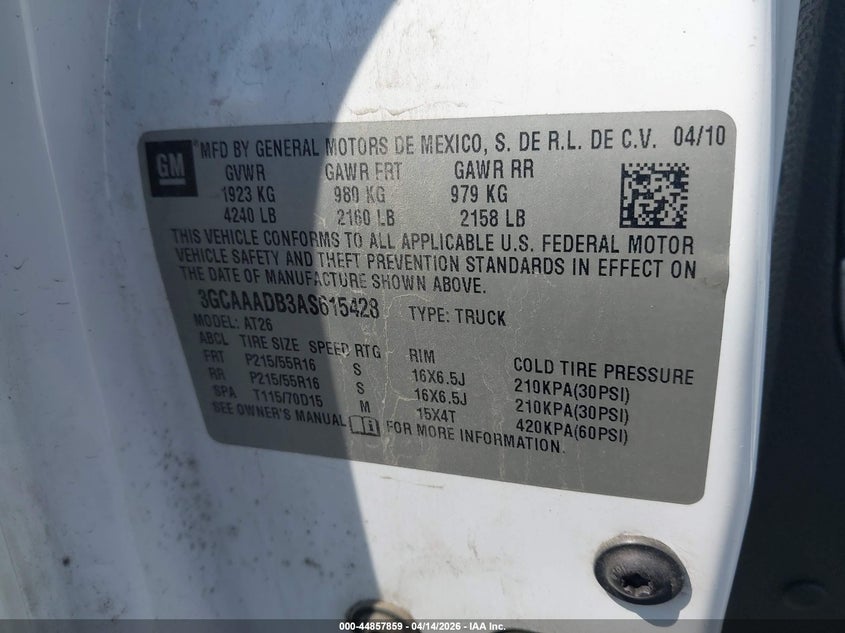 GM ® MFD BY GENERAL MOTORS DE MEXICO, S. DE R.L. DE C.V. 04/10
GVWR GAWR FRT GAWR RR
1923 KG 980 KG 979 KG
4240 LB 2160 LB 2158 LB
THIS VEHICLE CONFORMS TO ALL APPLICABLE U.S. FEDERAL MOTOR
VEHICLE SAFETY AND THEFT PREVENTION STANDARDS IN EFFECT ON
THE DATE OF MANUFACTURE SHOWN ABOVE.
3GCAAADB3AS615428 TYPE: TRUCK
MODEL: AT26
ABCL TIRE SIZE SPEED RTG RIM COLD TIRE PRESSURE
FRT P215/55R16 S 16X6.5J 210KPA(30PSI)
RR P215/55R16 S 16X6.5J 210KPA(30PSI)
SPA T115/70D15 M 15X4T 420KPA(60PSI)
SEE OWNER'S MANUAL i FOR MORE INFORMATION.
000-44857859 - 04/14/2026 - IAA Inc.